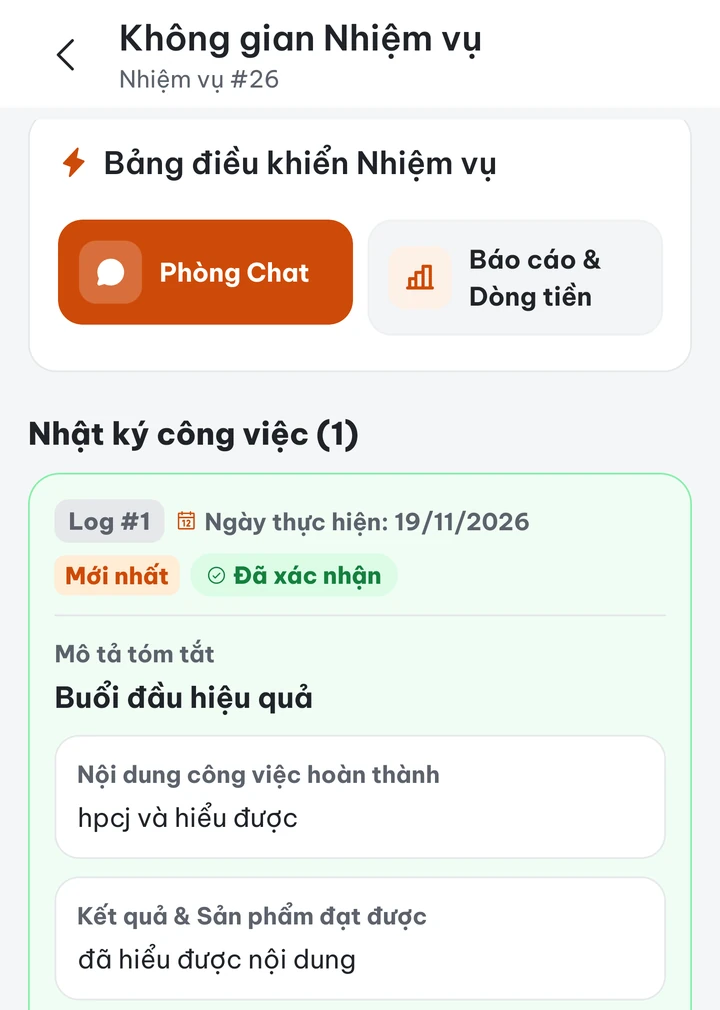 Không gian Nhiệm vụ
Nhiệm vụ #26
Bảng điều khiển Nhiệm vụ
Phòng Chat
Báo cáo &
Dòng tiền
Nhật ký công việc (1)
Log #1
12
Ngày thực hiện: 19/11/2026
Mới nhất
Đã xác nhận
Mô tả tóm tắt
Buổi đầu hiệu quả
Nội dung công việc hoàn thành
hpcj và hiểu được
Kết quả & Sản phẩm đạt được
đã hiểu được nội dung